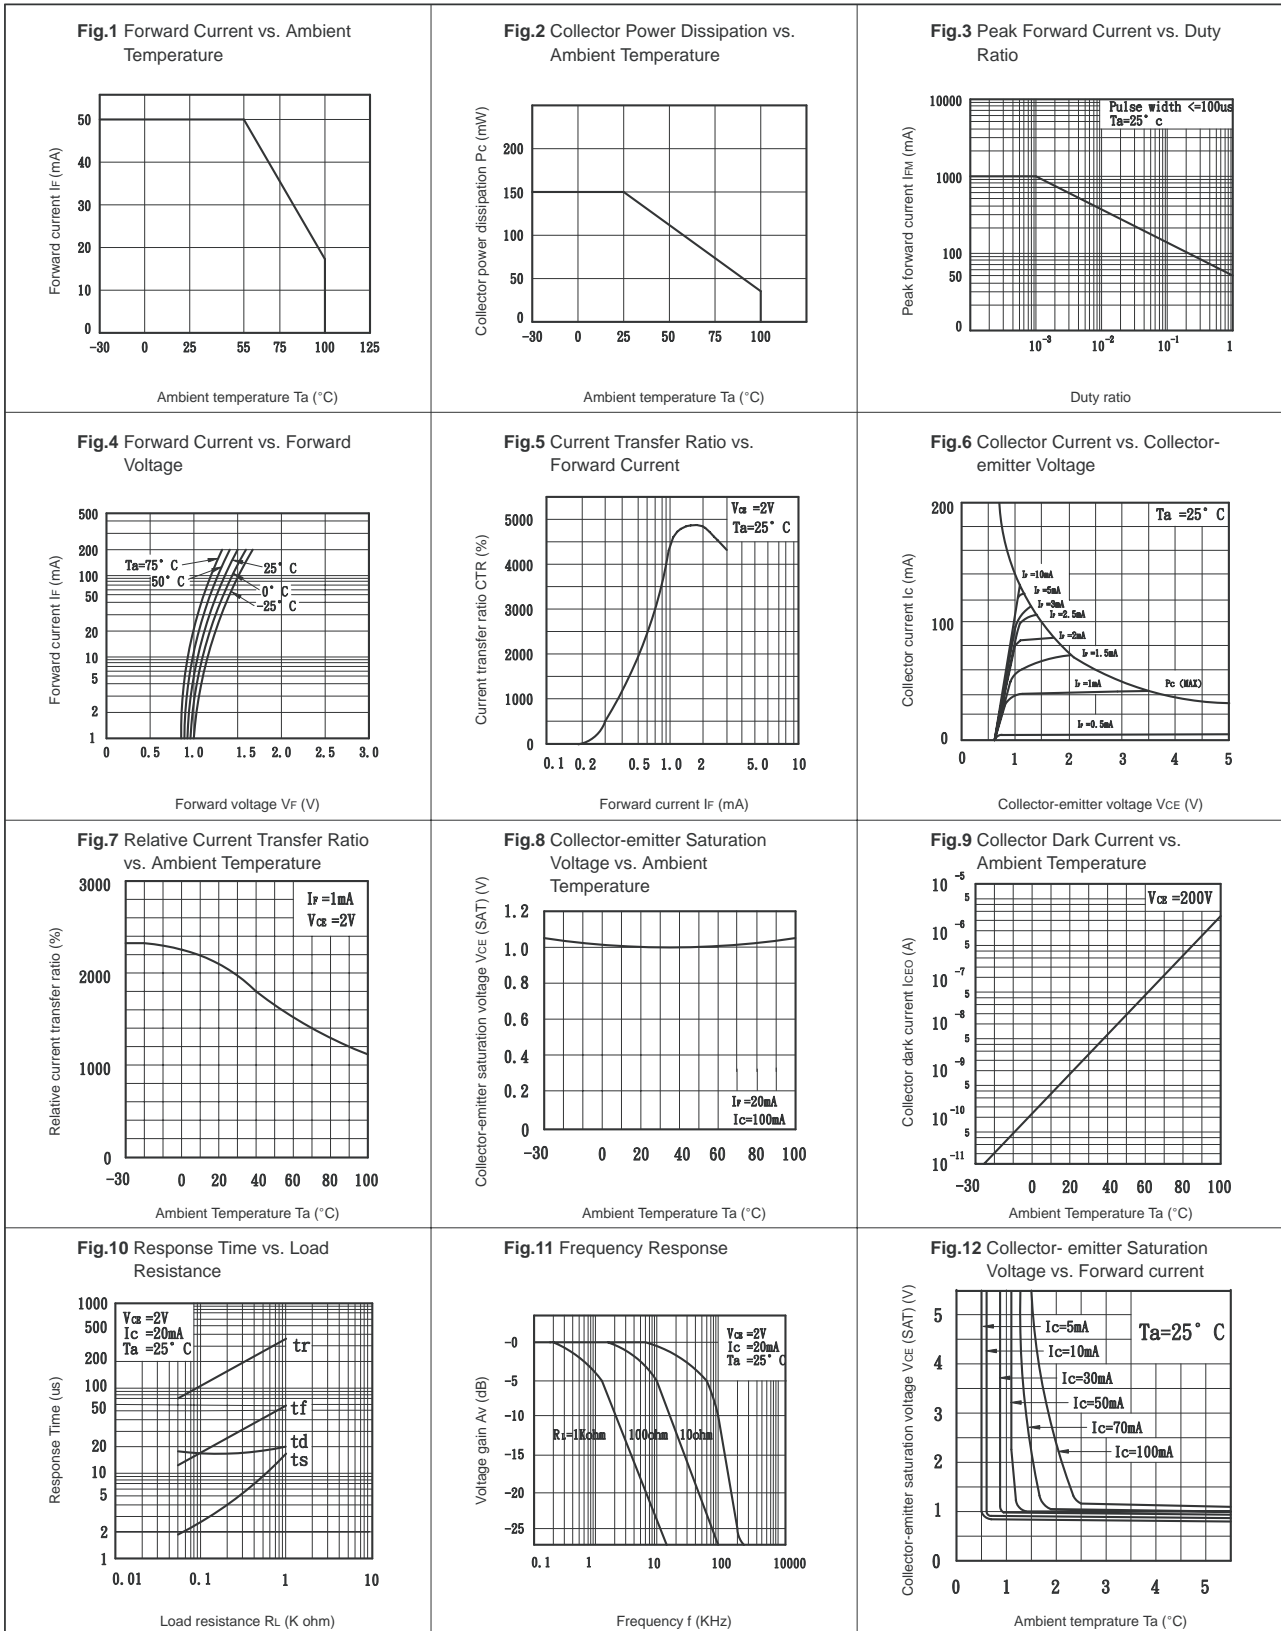 Fig.1 Forward Current vs. Ambient
Temperature
Forward current IF (mA)
50
40
30
20
10
0
-30 0 25 55 75 100 125
Ambient temperature Ta (°C)
Fig.2 Collector Power Dissipation vs.
Ambient Temperature
Collector power dissipation Pc (mW)
200
150
100
50
0
-30 0 25 55 75 100
Ambient temperature Ta (°C)
Fig.3 Peak Forward Current vs. Duty
Ratio
Peak forward current IFM (mA)
Pulse width <=100us
Ta=25° c
10000
1000
100
50
0
10-3 10-2 10-1 1
Duty ratio
Fig.4 Forward Current vs. Forward
Voltage
Forward current IF (mA)
500
200
100
50
20
10
5
2
1
Ta=75° C
50° C
25° C
0° C
-25° C
0 0.5 1.0 1.5 2.0 2.5 3.0
Forward voltage VF (V)
Fig.5 Current Transfer Ratio vs.
Forward Current
Current transfer ratio CTR (%)
VCE =2V
Ta=25° C
5000
4000
3000
2000
1000
0
0.1 0.2 0.5 1.0 2 5.0 10
Forward current IF (mA)
Fig.6 Collector Current vs. Collector-
emitter Voltage
Collector current Ic (mA)
200
100
0
Ta =25° C
IF =10mA
IF =5mA
IF =3mA
IF =2.5mA
IF =2mA
IF =1.5mA
IF =1mA
Pc (MAX)
IF =0.5mA
0 1 2 3 4 5
Collector-emitter voltage VCE (V)
Fig.7 Relative Current Transfer Ratio
vs. Ambient Temperature
Relative current transfer ratio (%)
3000
2000
1000
0
IF =1mA
VCE =2V
-30 0 20 40 60 80 100
Ambient Temperature Ta (°C)
Fig.8 Collector-emitter Saturation
Voltage vs. Ambient
Temperature
Collector-emitter saturation voltage VCE (SAT) (V)
1.2
1.0
0.8
0.6
0.4
0.2
0
IF =20mA
Ic=100mA
-30 0 20 40 60 80 100
Ambient Temperature Ta (°C)
Fig.9 Collector Dark Current vs.
Ambient Temperature
Collector dark current ICEO (A)
VCE =200V
10 -5
5
10 -6
5
10 -7
5
10 -8
5
10 -9
5
10 -10
5
10 -11
-30 0 20 40 60 80 100
Ambient Temperature Ta (°C)
Fig.10 Response Time vs. Load
Resistance
Response Time (us)
1000
500
200
100
50
20
10
5
2
1
VCE =2V
Ic =20mA
Ta =25° C
tr
tf
td
ts
0.01 0.1 1 10
Load resistance RL (K ohm)
Fig.11 Frequency Response
Voltage gain Av (dB)
-0
-5
-10
-15
-20
-25
VCE =2V
Ic =20mA
Ta =25° C
RL=1Kohm 100ohm 10ohm
0.1 1 10 100 10000
Frequency f (KHz)
Fig.12 Collector- emitter Saturation
Voltage vs. Forward current
Collector-emitter saturation voltage VCE (SAT) (V)
5
4
3
2
1
0
Ta=25° C
Ic=5mA
Ic=10mA
Ic=30mA
Ic=50mA
Ic=70mA
Ic=100mA
0 1 2 3 4 5
Ambient temprature Ta (°C)